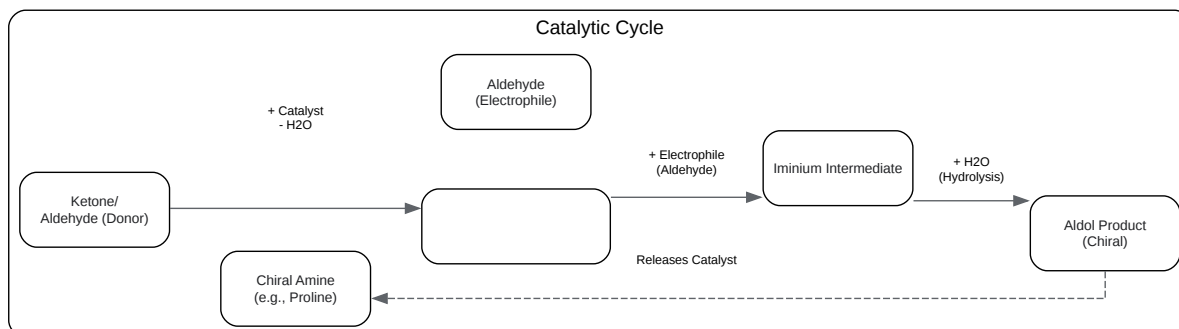 Catalytic Cycle
Aldehyde
(Electrophile)
+ Catalyst
- H2O
+ Electrophile
(Aldehyde)
Iminium Intermediate
+ H2O
(Hydrolysis)
Ketone/
Aldehyde (Donor)
Aldol Product
(Chiral)
Releases Catalyst
Chiral Amine
(e.g., Proline)